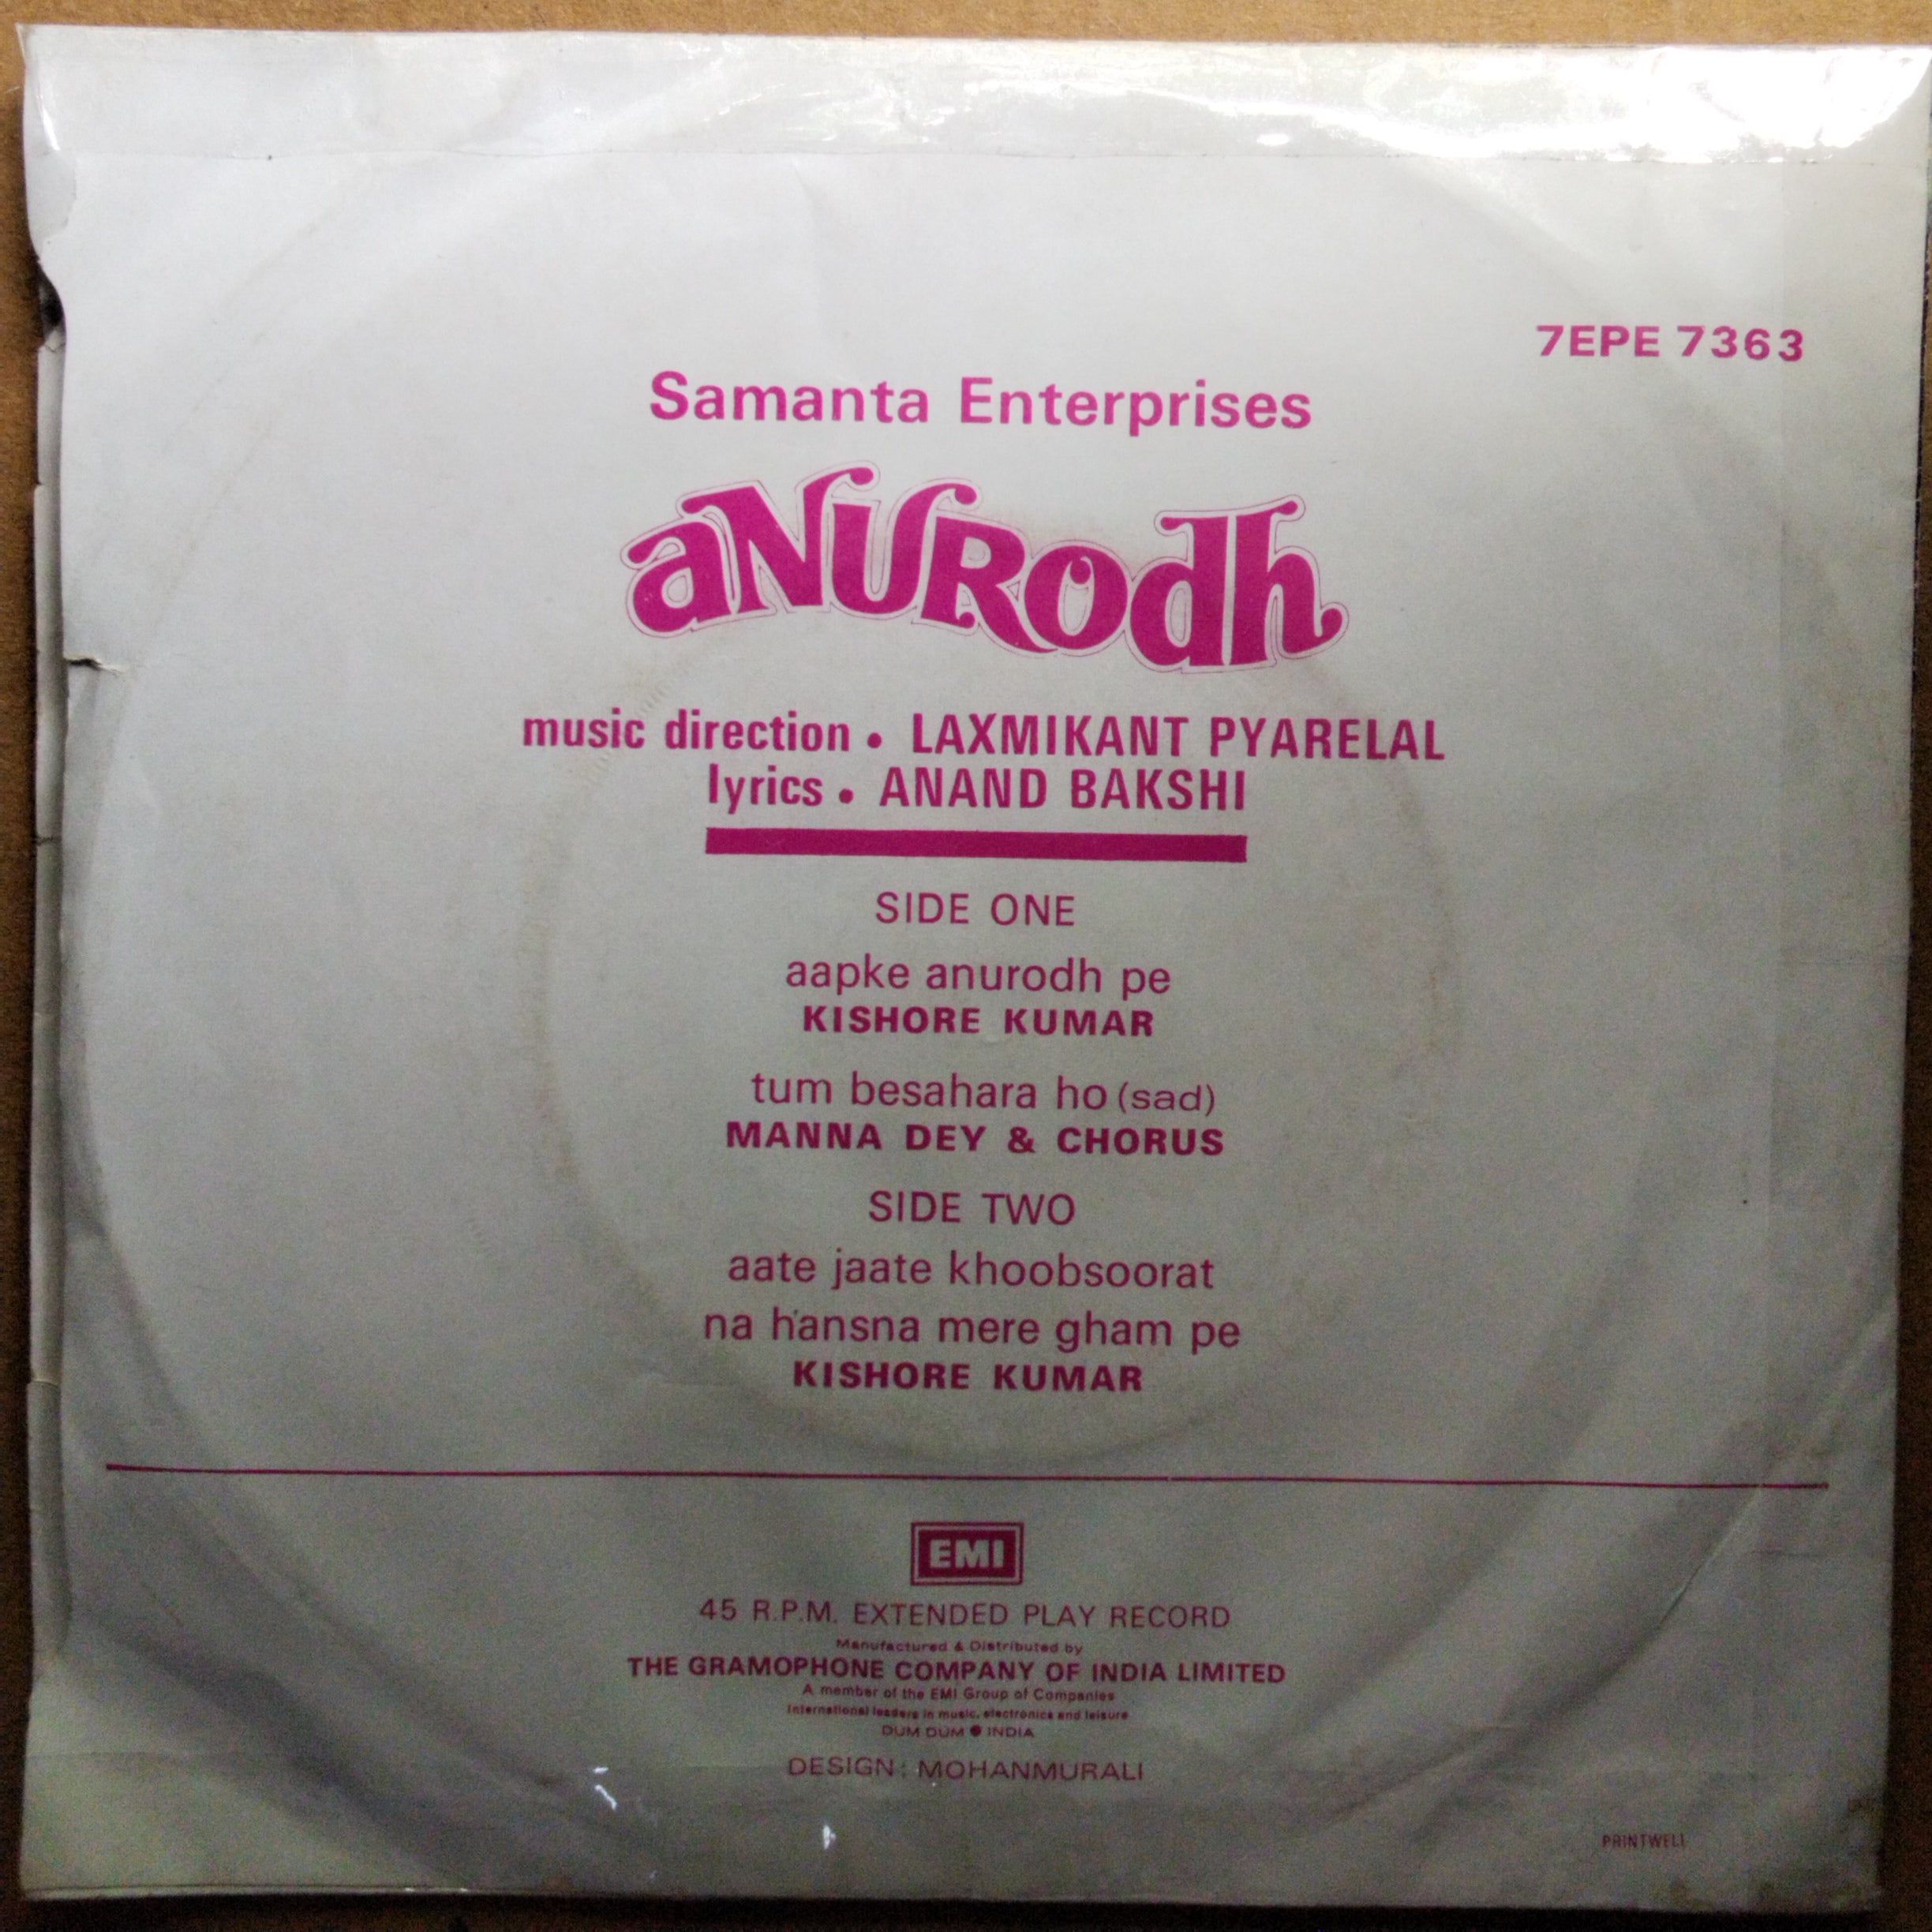 7EPE 7363
Samanta Enterprises
aNURodh
music direction • LAXMIKANT PYARELAL
lyrics • ANAND BAKSHI
SIDE ONE
aapke anurodh pe
KISHORE KUMAR
tum besahara ho (sad)
MANNA DEY & CHORUS
SIDE TWO
aate jaate khoobsoorat
na hansna mere gham pe
KISHORE KUMAR
EMI
45 R.P.M. EXTENDED PLAY RECORD
Manufactured & Distributed by
THE GRAMOPHONE COMPANY OF INDIA LIMITED
A member of the EMI Group of Companies
International leaders in music, electronics and leisure
DUM DUM ● INDIA
DESIGN: MOHANMURALI
PRINTWELL